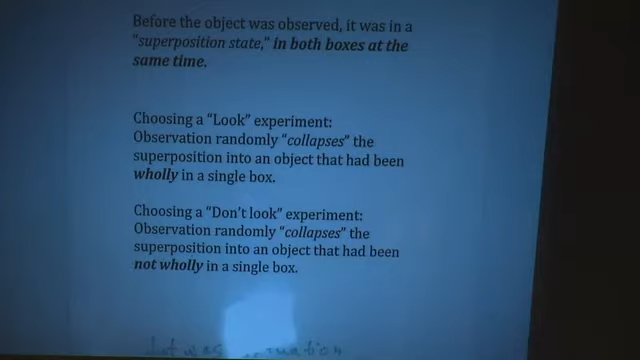 Before the object was observed, it was in a
"superposition state," in both boxes at the
same time.
Choosing a “Look” experiment:
Observation randomly “collapses” the
superposition into an object that had been
wholly in a single box.
Choosing a “Don’t look” experiment:
Observation randomly “collapses” the
superposition into an object that had been
not wholly in a single box.
It was